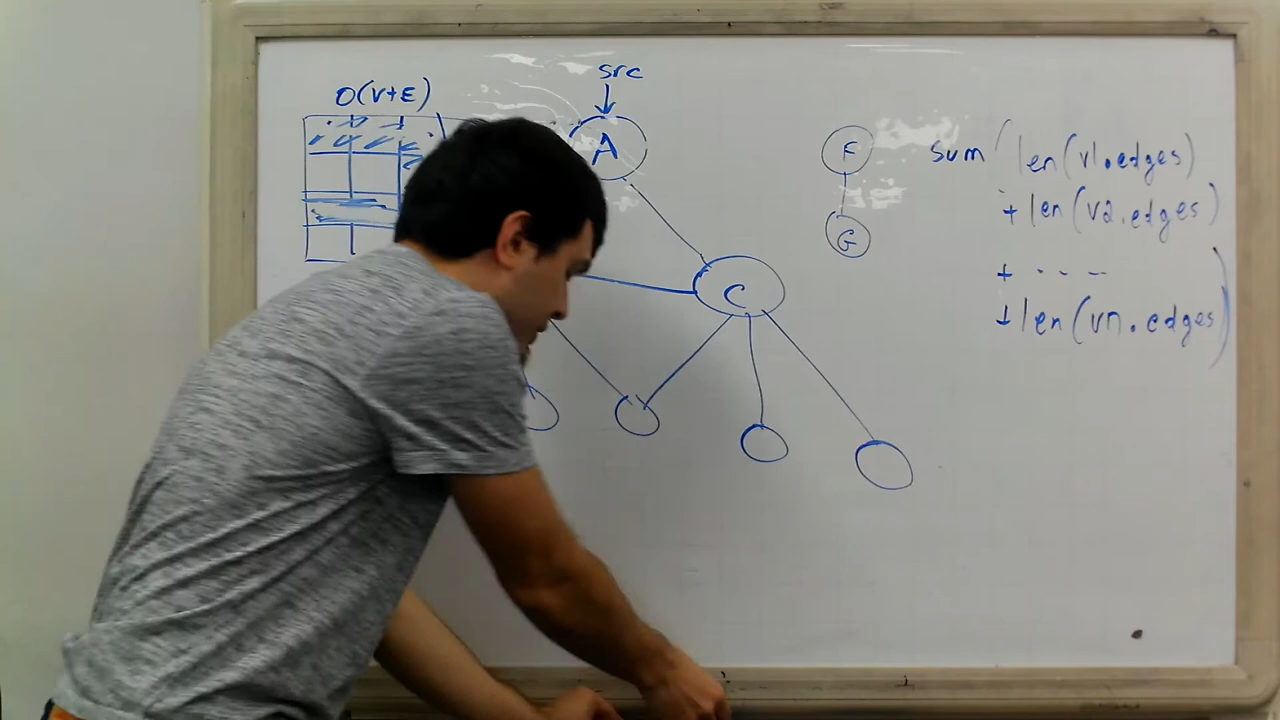 src
O(V+E)
A
F
G
C
sum ( len(v1.edges)
+ len(v2.edges)
+ ....
+ len(vn.edges) )